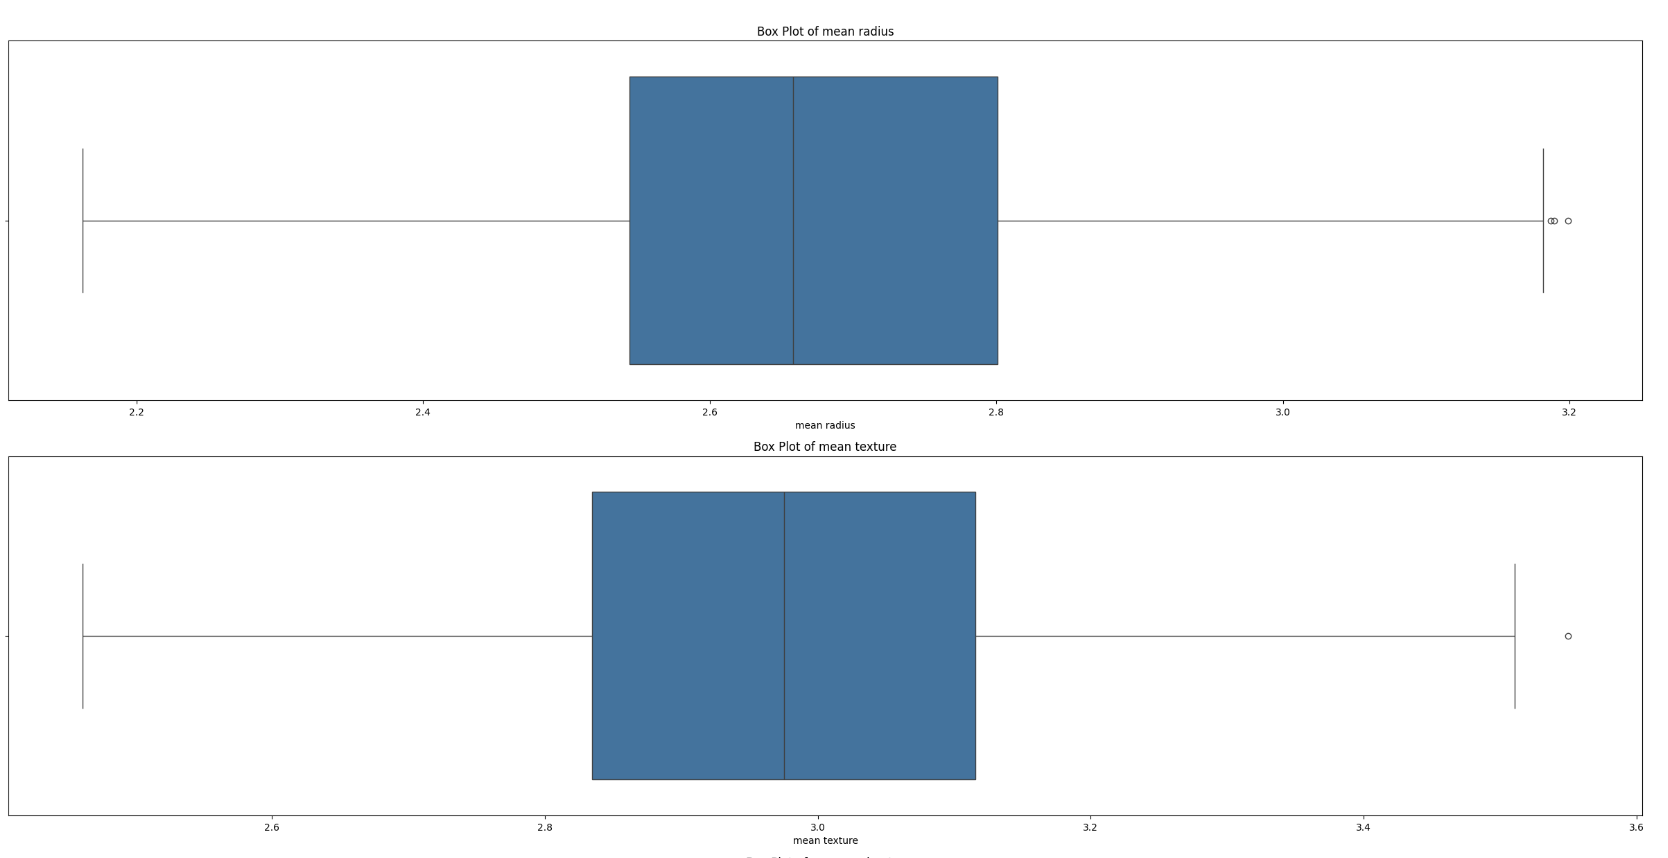 Box Plot of mean radius
2.2 2.4 2.6 2.8 3.0 3.2
mean radius
Box Plot of mean texture
2.6 2.8 3.0 3.2 3.4 3.6
mean texture